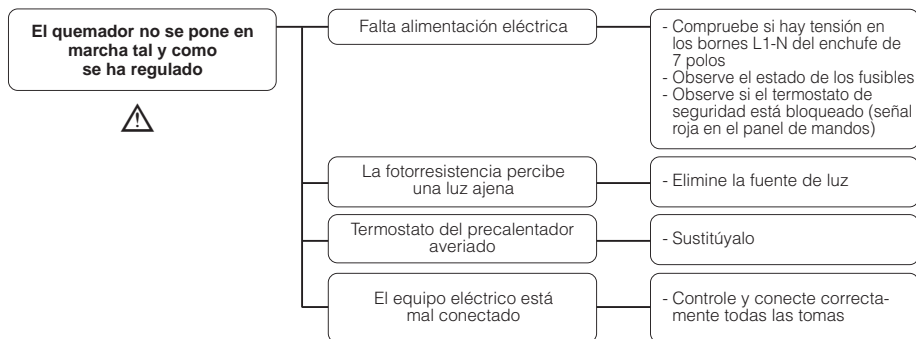 El quemador no se pone en
marcha tal y como
se ha regulado
Falta alimentación eléctrica
- Compruebe si hay tensión en
los bornes L1-N del enchufe de
7 polos
- Observe el estado de los fusibles
- Observe si el termostato de
seguridad está bloqueado (señal
roja en el panel de mandos)
La fotorresistencia percibe
una luz ajena
- Elimine la fuente de luz
Termostato del precalentador
averiado
- Sustitúyalo
El equipo eléctrico está
mal conectado
- Controle y conecte correcta-
mente todas las tomas